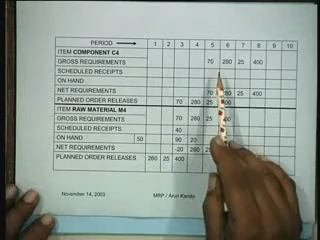 PERIOD 1 2 3 4 5 6 7 8 9 10
ITEM COMPONENT C4
GROSS REQUIREMENTS 70 280 25 400
SCHEDULED RECEIPTS
ON HAND
NET REQUIREMENTS 70 280 25 400
PLANNED ORDER RELEASES 70 280 25
ITEM RAW MATERIAL M4
GROSS REQUIREMENTS 70 280 25
SCHEDULED RECEIPTS 40
ON HAND 50 90 20
NET REQUIREMENTS -20 260 25
PLANNED ORDER RELEASES 260 25 400
November 14, 2003 MRP / Arun Kanda